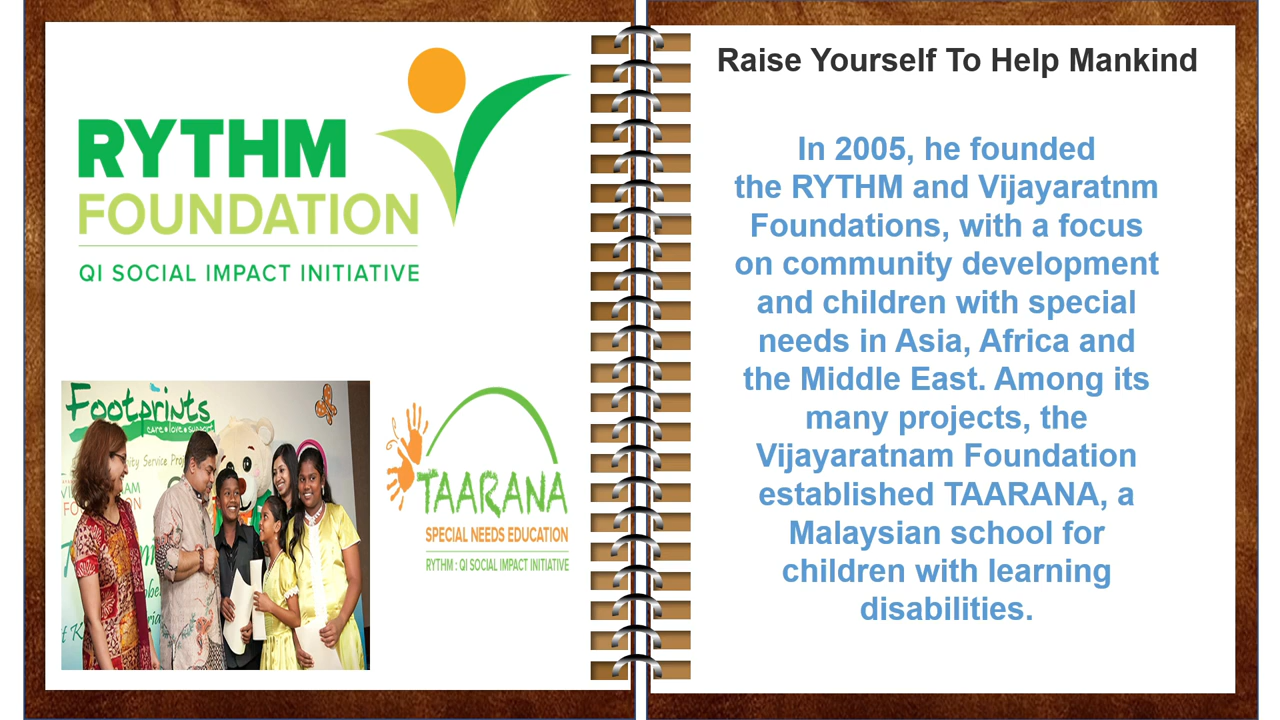 RYTHM
FOUNDATION
QI SOCIAL IMPACT INITIATIVE
Footprints
care • love • support
TAARANA
SPECIAL NEEDS EDUCATION
RYTHM : QI SOCIAL IMPACT INITIATIVE
Raise Yourself To Help Mankind
In 2005, he founded
the RYTHM and Vijayaratnm
Foundations, with a focus
on community development
and children with special
needs in Asia, Africa and
the Middle East. Among its
many projects, the
Vijayaratnam Foundation
established TAARANA, a
Malaysian school for
children with learning
disabilities.